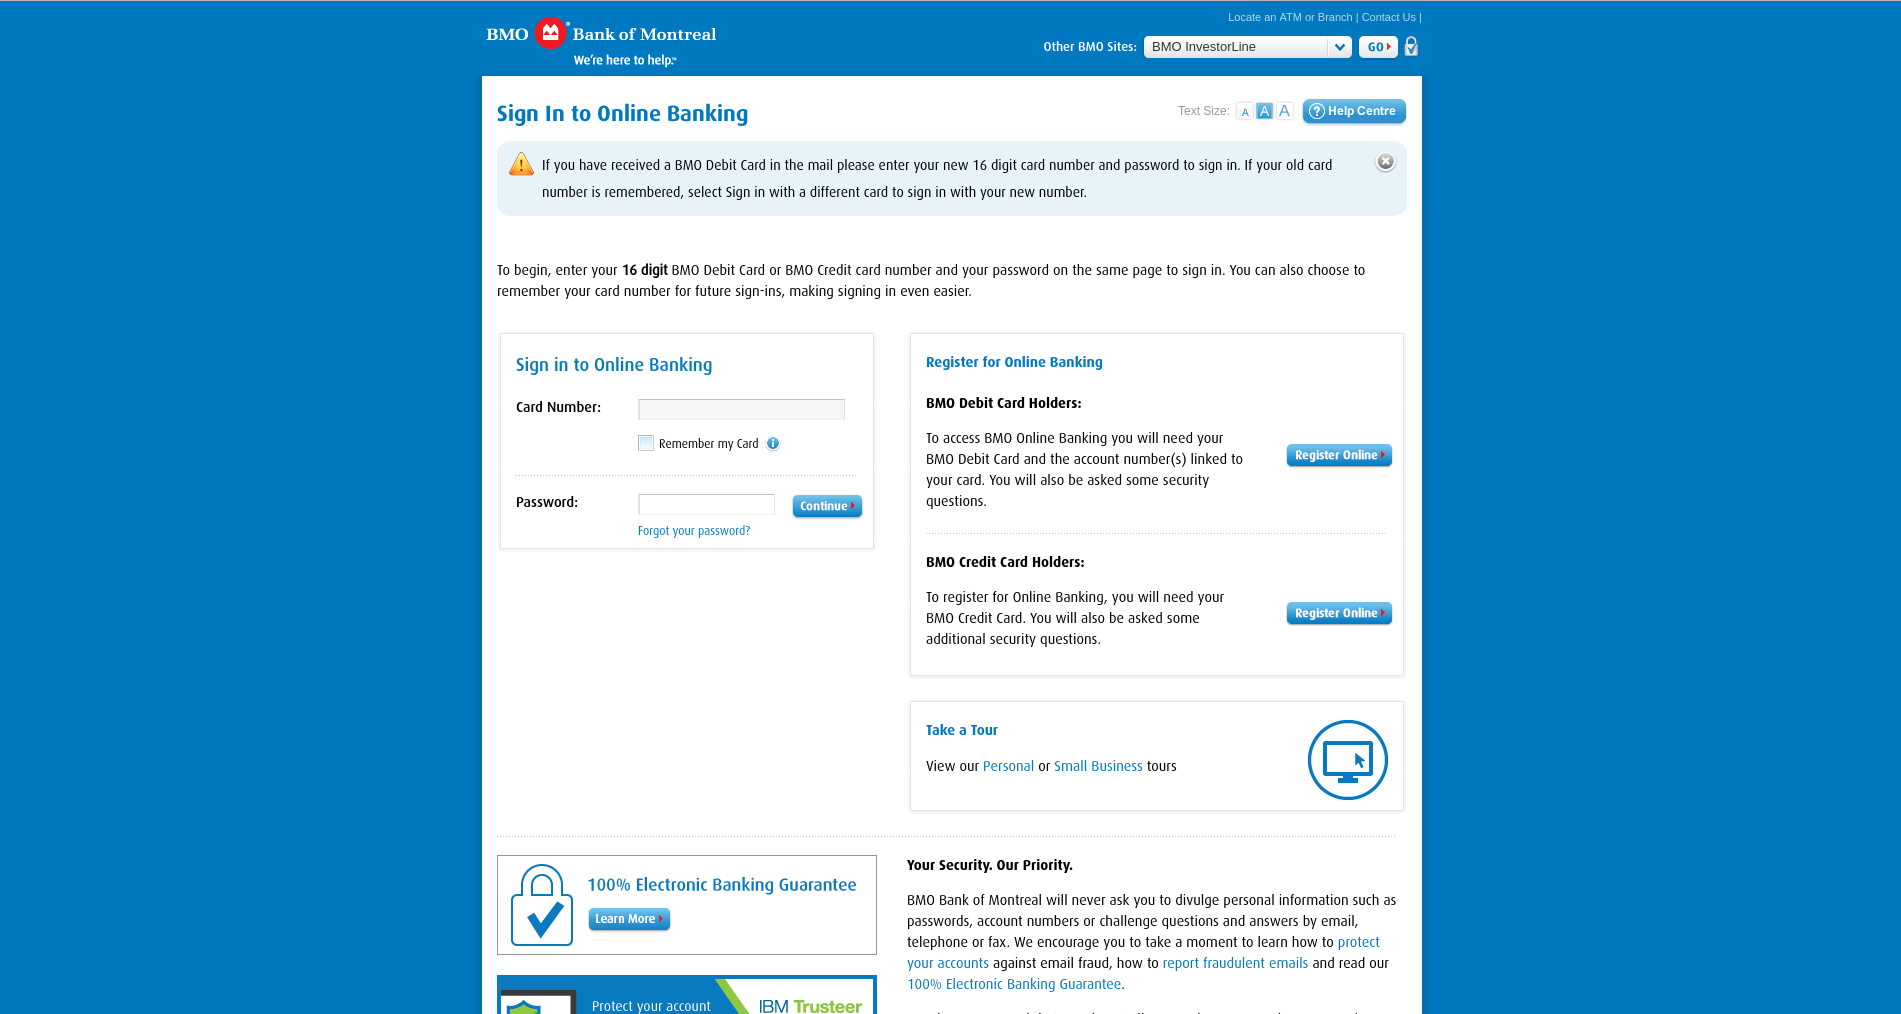 Locate an ATM or Branch | Contact Us |
BMO Bank of Montreal
We're here to help.™
Other BMO Sites: BMO InvestorLine GO
Sign In to Online Banking
Text Size: A A A Help Centre
If you have received a BMO Debit Card in the mail please enter your new 16 digit card number and password to sign in. If your old card
number is remembered, select Sign in with a different card to sign in with your new number.
To begin, enter your 16 digit BMO Debit Card or BMO Credit card number and your password on the same page to sign in. You can also choose to
remember your card number for future sign-ins, making signing in even easier.
Sign in to Online Banking
Card Number:
Remember my Card
Password:
Continue
Forgot your password?
Register for Online Banking
BMO Debit Card Holders:
To access BMO Online Banking you will need your
BMO Debit Card and the account number(s) linked to
your card. You will also be asked some security
questions.
Register Online
BMO Credit Card Holders:
To register for Online Banking, you will need your
BMO Credit Card. You will also be asked some
additional security questions.
Register Online
Take a Tour
View our Personal or Small Business tours
100% Electronic Banking Guarantee
Learn More
Protect your account
IBM Trusteer
Your Security. Our Priority.
BMO Bank of Montreal will never ask you to divulge personal information such as
passwords, account numbers or challenge questions and answers by email,
telephone or fax. We encourage you to take a moment to learn how to protect
your accounts against email fraud, how to report fraudulent emails and read our
100% Electronic Banking Guarantee.